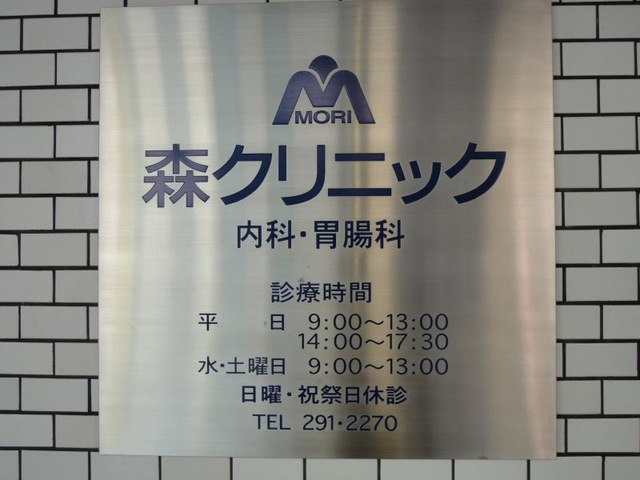 MORI
森クリニック
内科・胃腸科
診療時間
平　日 9:00〜13:00
14:00〜17:30
水・土曜日 9:00〜13:00
日曜・祝祭日休診
TEL 291・2270